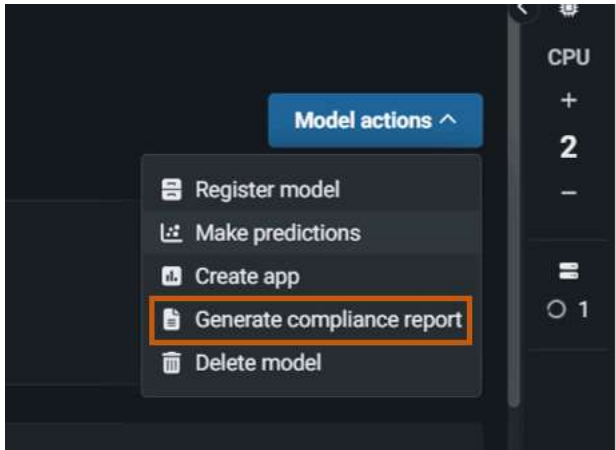 CPU
+
Model actions
2
Register model
−
Make predictions
Create app
Generate compliance report
1
Delete model